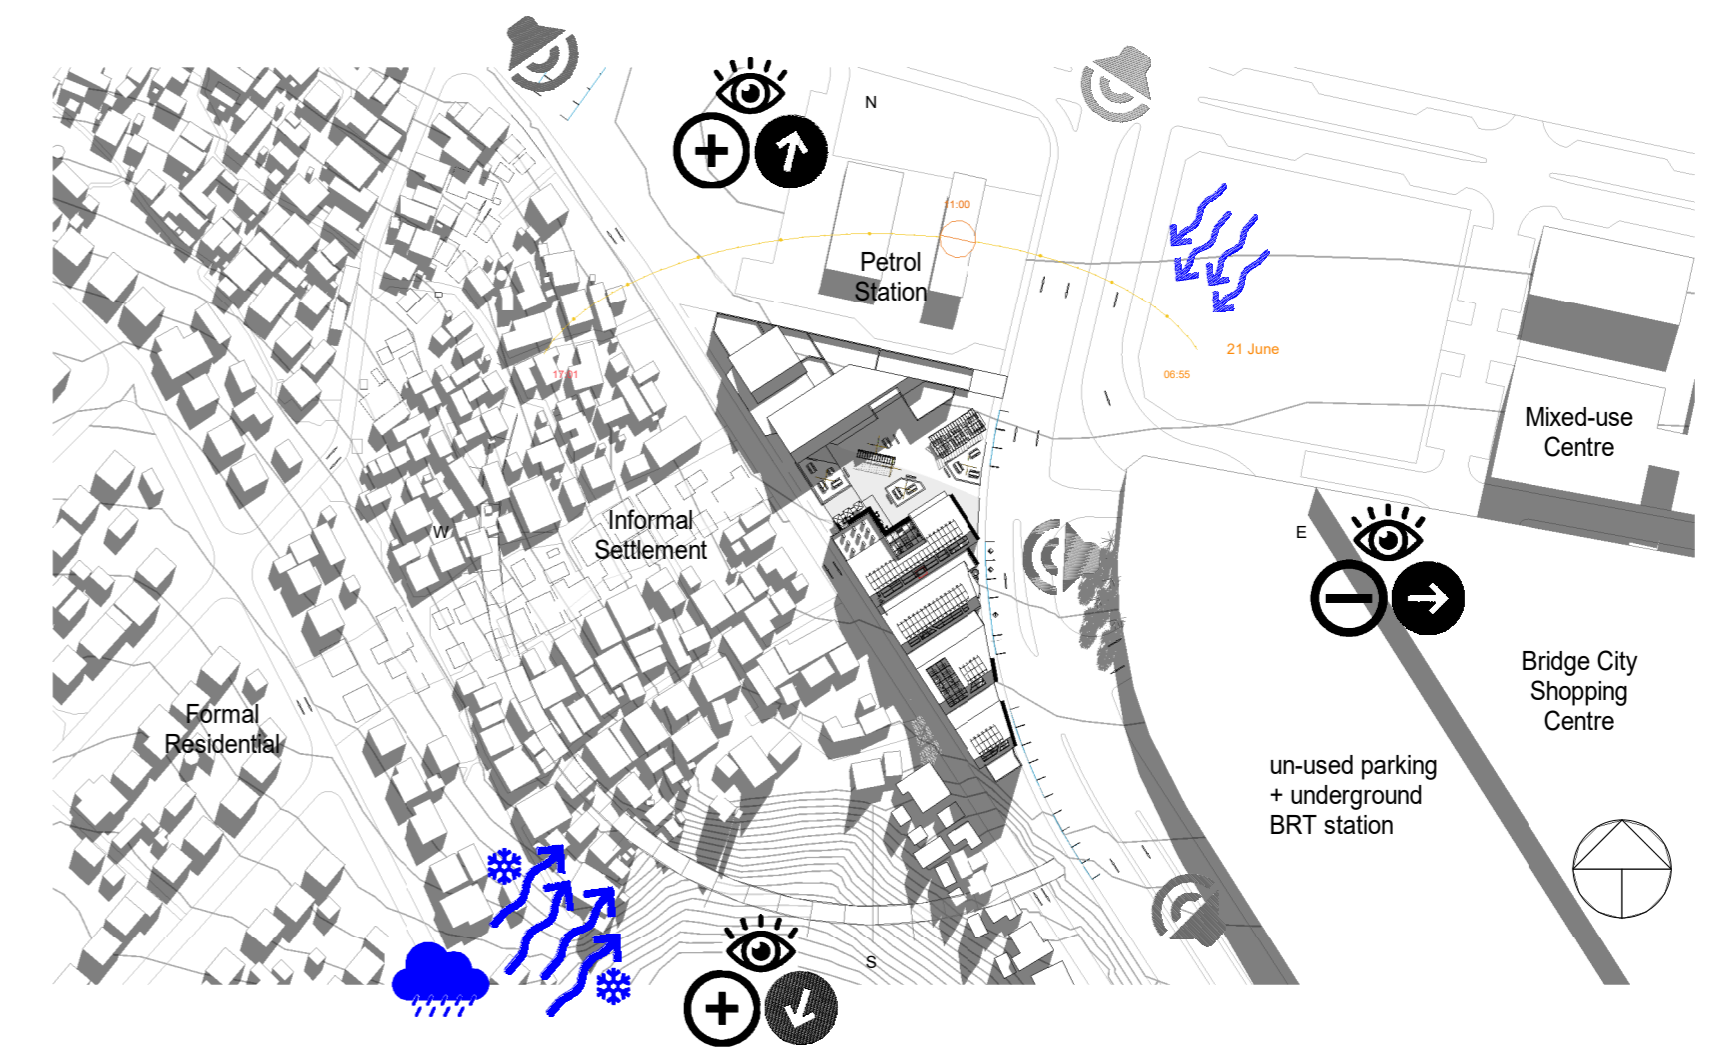 N
11:00
Petrol
Station
21 June
17:01
06:55
Mixed-use
Centre
Informal
Settlement
W
E
Bridge City
Shopping
Centre
Formal
Residential
un-used parking
+ underground
BRT station
S